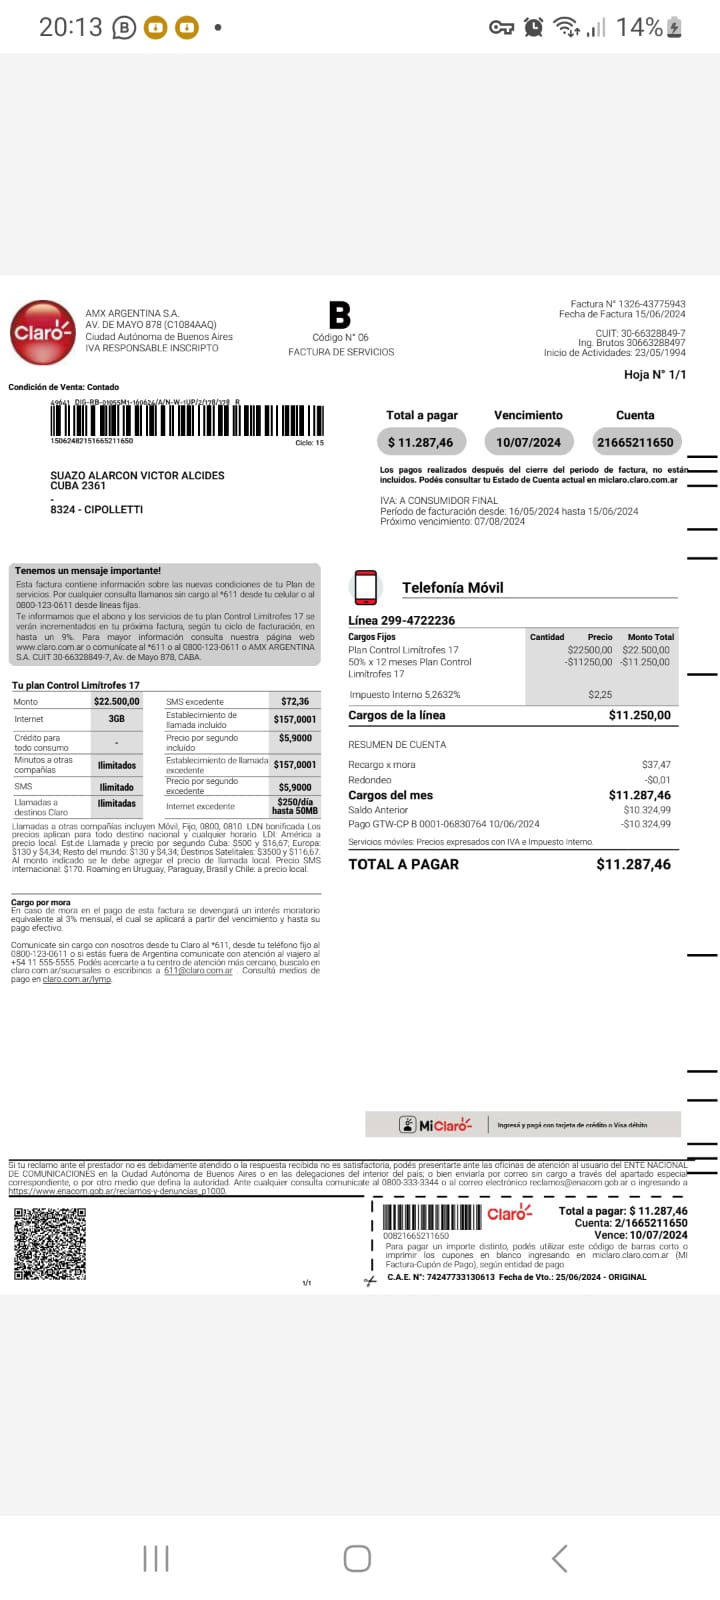 20:13
14%
Claro
AMX ARGENTINA S.A.
AV. DE MAYO 878 (C1084AAQ)
Ciudad Autónoma de Buenos Aires
IVA RESPONSABLE INSCRIPTO
B
Código N° 06
FACTURA DE SERVICIOS
Factura N° 1326-43775943
Fecha de Factura 15/06/2024
CUIT: 30-66328849-7
Ing. Brutos 30663288497
Inicio de Actividades: 23/05/1994
Hoja N° 1/1
Condición de Venta: Contado
15062482151665211650
Ciclo: 15
Total a pagar
Vencimiento
Cuenta
$ 11.287,46
10/07/2024
21665211650
Los pagos realizados después del cierre del periodo de factura, no están
incluidos. Podés consultar tu Estado de Cuenta actual en miclaro.claro.com.ar
SUAZO ALARCON VICTOR ALCIDES
CUBA 2361
-
8324 - CIPOLLETTI
IVA: A CONSUMIDOR FINAL
Período de facturación desde: 16/05/2024 hasta 15/06/2024
Próximo vencimiento: 07/08/2024
Tenemos un mensaje importante!
Esta factura contiene información sobre las nuevas condiciones de tu Plan de
servicios. Por cualquier consulta llamanos sin cargo al *611 desde tu celular o al
0800-123-0611 desde líneas fijas.
Te informamos que el abono y los servicios de tu plan Control Limítrofes 17 se
verán incrementados en tu próxima factura, según tu ciclo de facturación, en
hasta un 9%. Para mayor información consulta nuestra página web
www.claro.com.ar o comunícate al *611 o al 0800-123-0611 o AMX ARGENTINA
S.A. CUIT 30-66328849-7, Av. de Mayo 878, CABA.
Tu plan Control Limítrofes 17
Monto $22.500,00 SMS excedente $72,36
Internet 3GB Establecimiento de
llamada incluido $157,0001
Crédito para
todo consumo - Precio por segundo
incluido $5,9000
Minutos a otras
compañías Ilimitados Establecimiento de llamada
excedente $157,0001
SMS Ilimitado Precio por segundo
excedente $5,9000
Llamadas a
destinos Claro Ilimitadas Internet excedente $250/día
hasta 50MB
Llamadas a otras compañías incluyen Móvil, Fijo, 0800, 0810. LDN bonificada Los
precios aplican para todo destino nacional y cualquier horario. LDI: América a
precio local. Est.de Llamada y precio por segundo Cuba: $500 y $16,67; Europa:
$130 y $4,34; Resto del mundo: $130 y $4,34; Destinos Satelitales: $3500 y $116,67.
Al monto indicado se le debe agregar el precio de llamada local. Precio SMS
internacional: $170. Roaming en Uruguay, Paraguay, Brasil y Chile: a precio local.
Cargo por mora
En caso de mora en el pago de esta factura se devengará un interés moratorio
equivalente al 3% mensual, el cual se aplicará a partir del vencimiento y hasta su
pago efectivo.
Comunicate sin cargo con nosotros desde tu Claro al *611, desde tu teléfono fijo al
0800-123-0611 o si estás fuera de Argentina comunicate con atención al viajero al
+54 11 555-5555. Podés acercarte a tu centro de atención más cercano, buscalo en
claro.com.ar/sucursales o escribinos a 611@claro.com.ar . Consultá medios de
pago en claro.com.ar/lymp.
Telefonía Móvil
Línea 299-4722236
Cargos Fijos Cantidad Precio Monto Total
Plan Control Limítrofes 17 $22500,00 $22.500,00
50% x 12 meses Plan Control -$11250,00 -$11.250,00
Limítrofes 17
Impuesto Interno 5,2632% $2,25
Cargos de la línea $11.250,00
RESUMEN DE CUENTA
Recargo x mora $37,47
Redondeo -$0,01
Cargos del mes $11.287,46
Saldo Anterior $10.324,99
Pago GTW-CP B 0001-06830764 10/06/2024 -$10.324,99
Servicios móviles: Precios expresados con IVA e Impuesto Interno.
TOTAL A PAGAR $11.287,46
MiClaro
Ingresá y pagá con tarjeta de crédito o Visa débito
Si tu reclamo ante el prestador no es debidamente atendido o la respuesta recibida no es satisfactoria, podés presentarte ante las oficinas de atención al usuario del ENTE NACIONAL
DE COMUNICACIONES en la Ciudad Autónoma de Buenos Aires o en las delegaciones del interior del país; o bien enviarla por correo sin cargo a través del apartado especial
correspondiente, o por otro medio que defina la autoridad. Ante cualquier consulta comunicate al 0800-333-3344 o al correo electrónico reclamos@enacom.gob.ar o ingresando a
https://www.enacom.gob.ar/reclamos-y-denuncias_p1000.
Claro
00821665211650
Total a pagar: $ 11.287,46
Cuenta: 2/1665211650
Vence: 10/07/2024
Para pagar un importe distinto, podés utilizar este código de barras corto o
imprimir los cupones en blanco ingresando en miclaro.claro.com.ar (MI
Factura-Cupón de Pago), según entidad de pago
C.A.E. N°: 74247733130613 Fecha de Vto.: 25/06/2024 - ORIGINAL
1/1